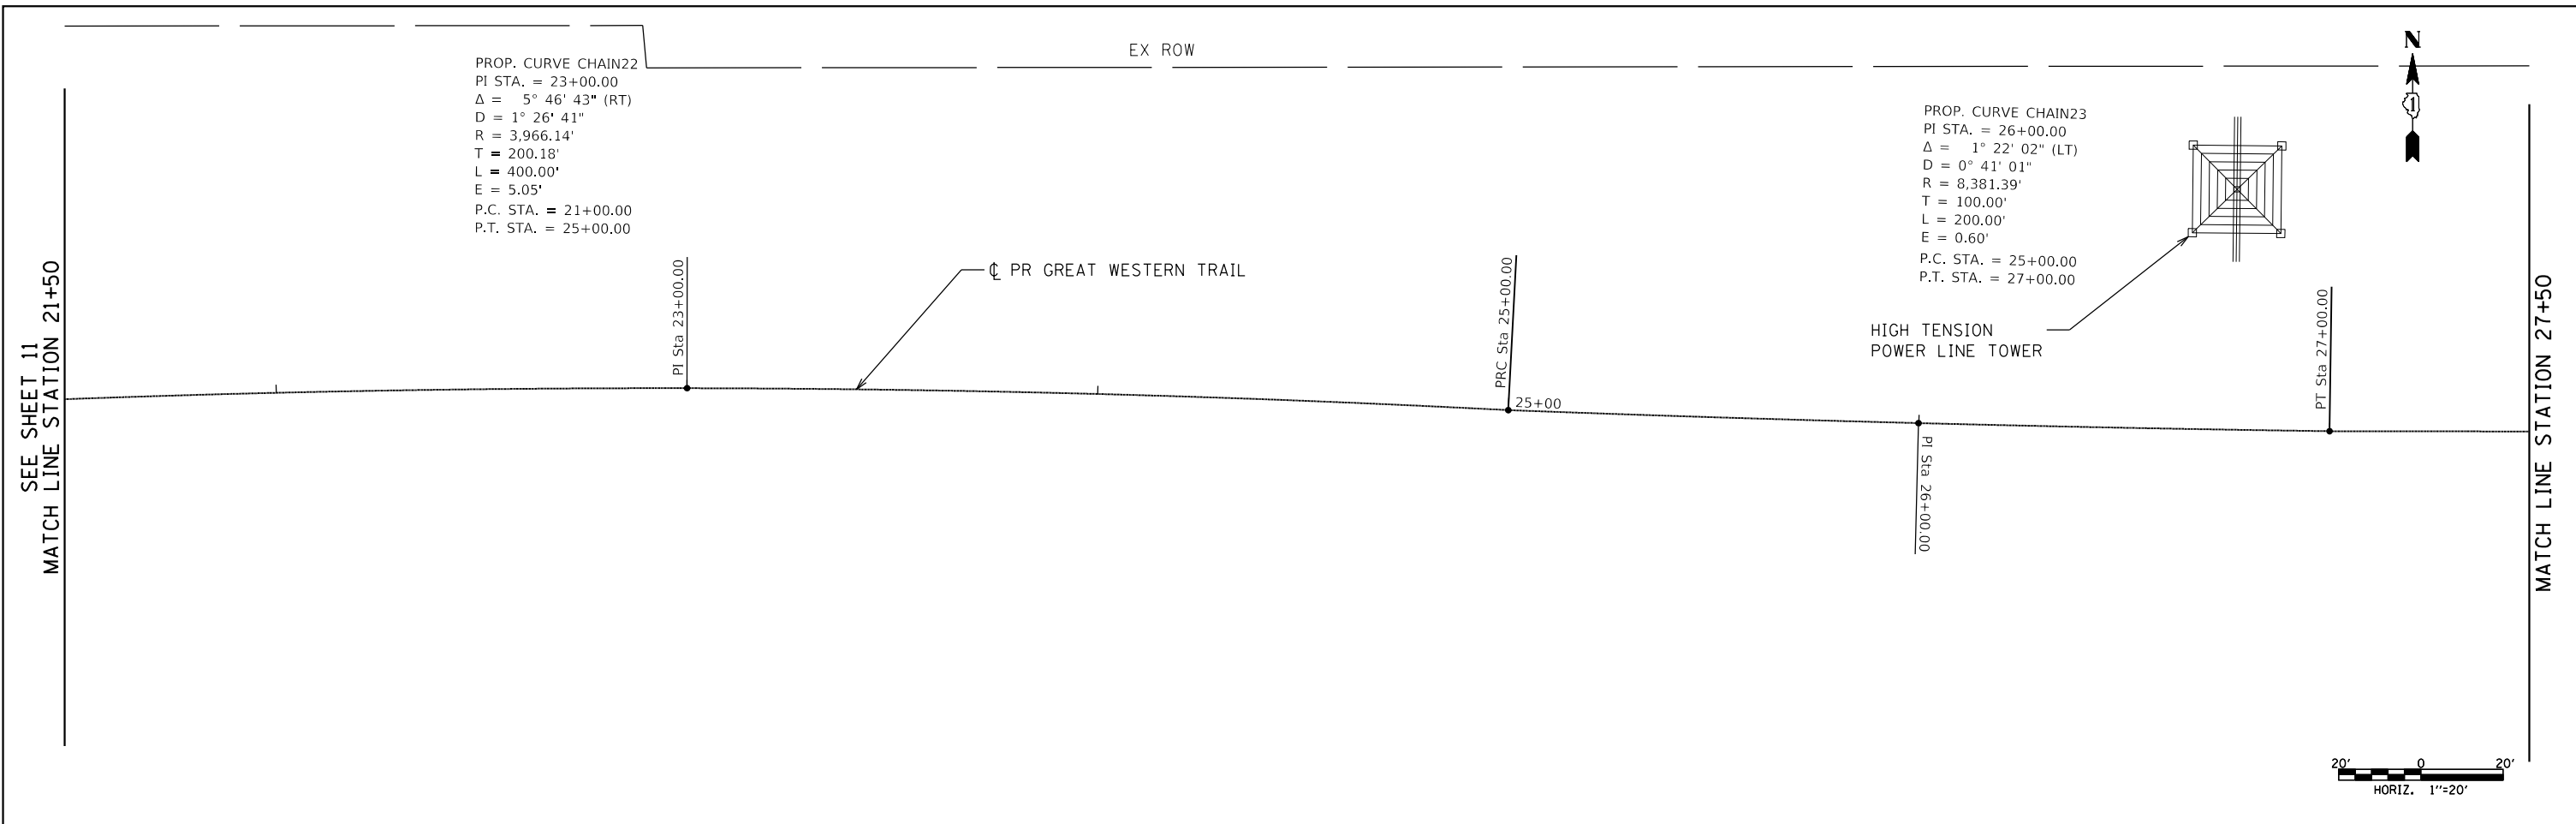 EX ROW
PROP. CURVE CHAIN22
PI STA. = 23+00.00
Δ = 5° 46' 43" (RT)
D = 1° 26' 41"
R = 3,966.14'
T = 200.18'
L = 400.00'
E = 5.05'
P.C. STA. = 21+00.00
P.T. STA. = 25+00.00
PROP. CURVE CHAIN23
PI STA. = 26+00.00
Δ = 1° 22' 02" (LT)
D = 0° 41' 01"
R = 8,381.39'
T = 100.00'
L = 200.00'
E = 0.60'
P.C. STA. = 25+00.00
P.T. STA. = 27+00.00
N
1
SEE SHEET 11
MATCH LINE STATION 21+50
PI Sta 23+00.00
℄ PR GREAT WESTERN TRAIL
PRC Sta 25+00.00
25+00
HIGH TENSION
POWER LINE TOWER
PI Sta 26+00.00
PT Sta 27+00.00
MATCH LINE STATION 27+50
20' 0 20'
HORIZ. 1''=20'